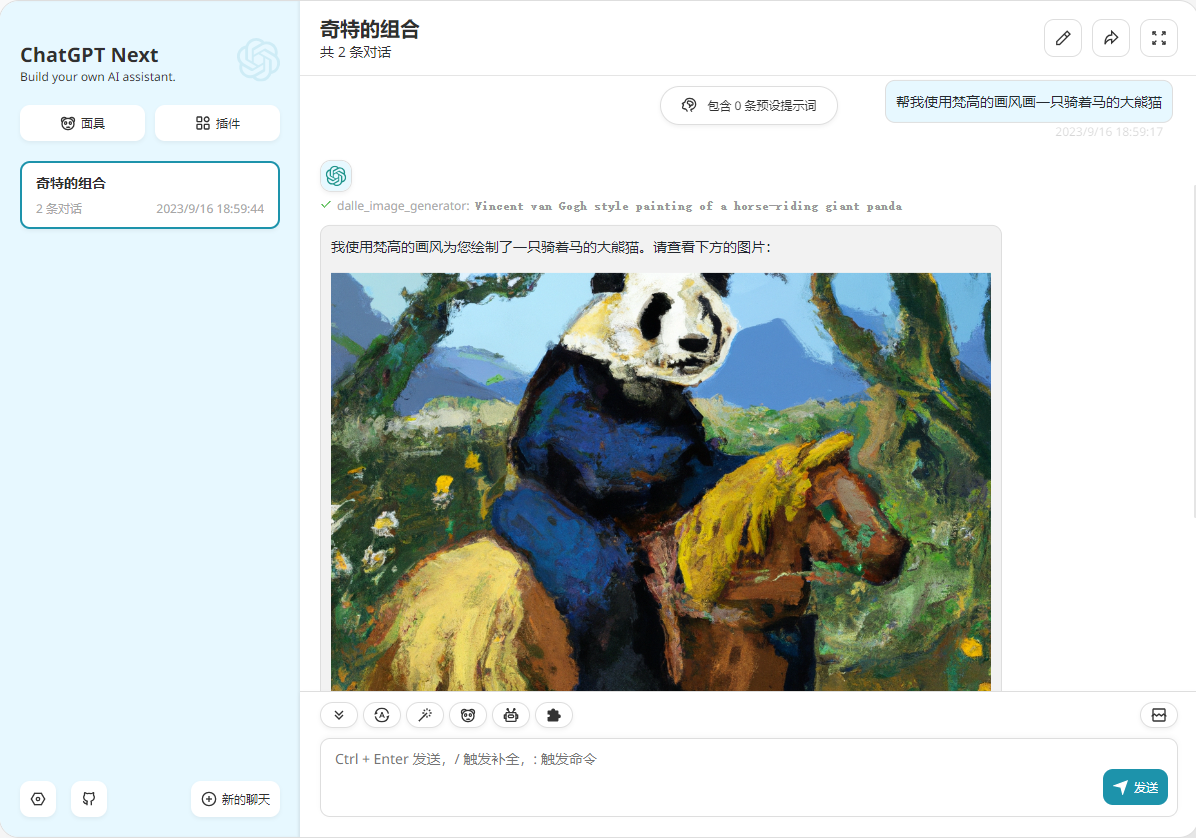 ChatGPT Next
Build your own AI assistant.
面具
插件
奇特的组合
2 条对话
2023/9/16 18:59:44
新的聊天
奇特的组合
共 2 条对话
包含 0 条预设提示词
帮我使用梵高的画风画一只骑着马的大熊猫
2023/9/16 18:59:17
dalle_image_generator: Vincent van Gogh style painting of a horse-riding giant panda
我使用梵高的画风为您绘制了一只骑着马的大熊猫。请查看下方的图片：
Ctrl + Enter 发送，/ 触发补全，: 触发命令
发送